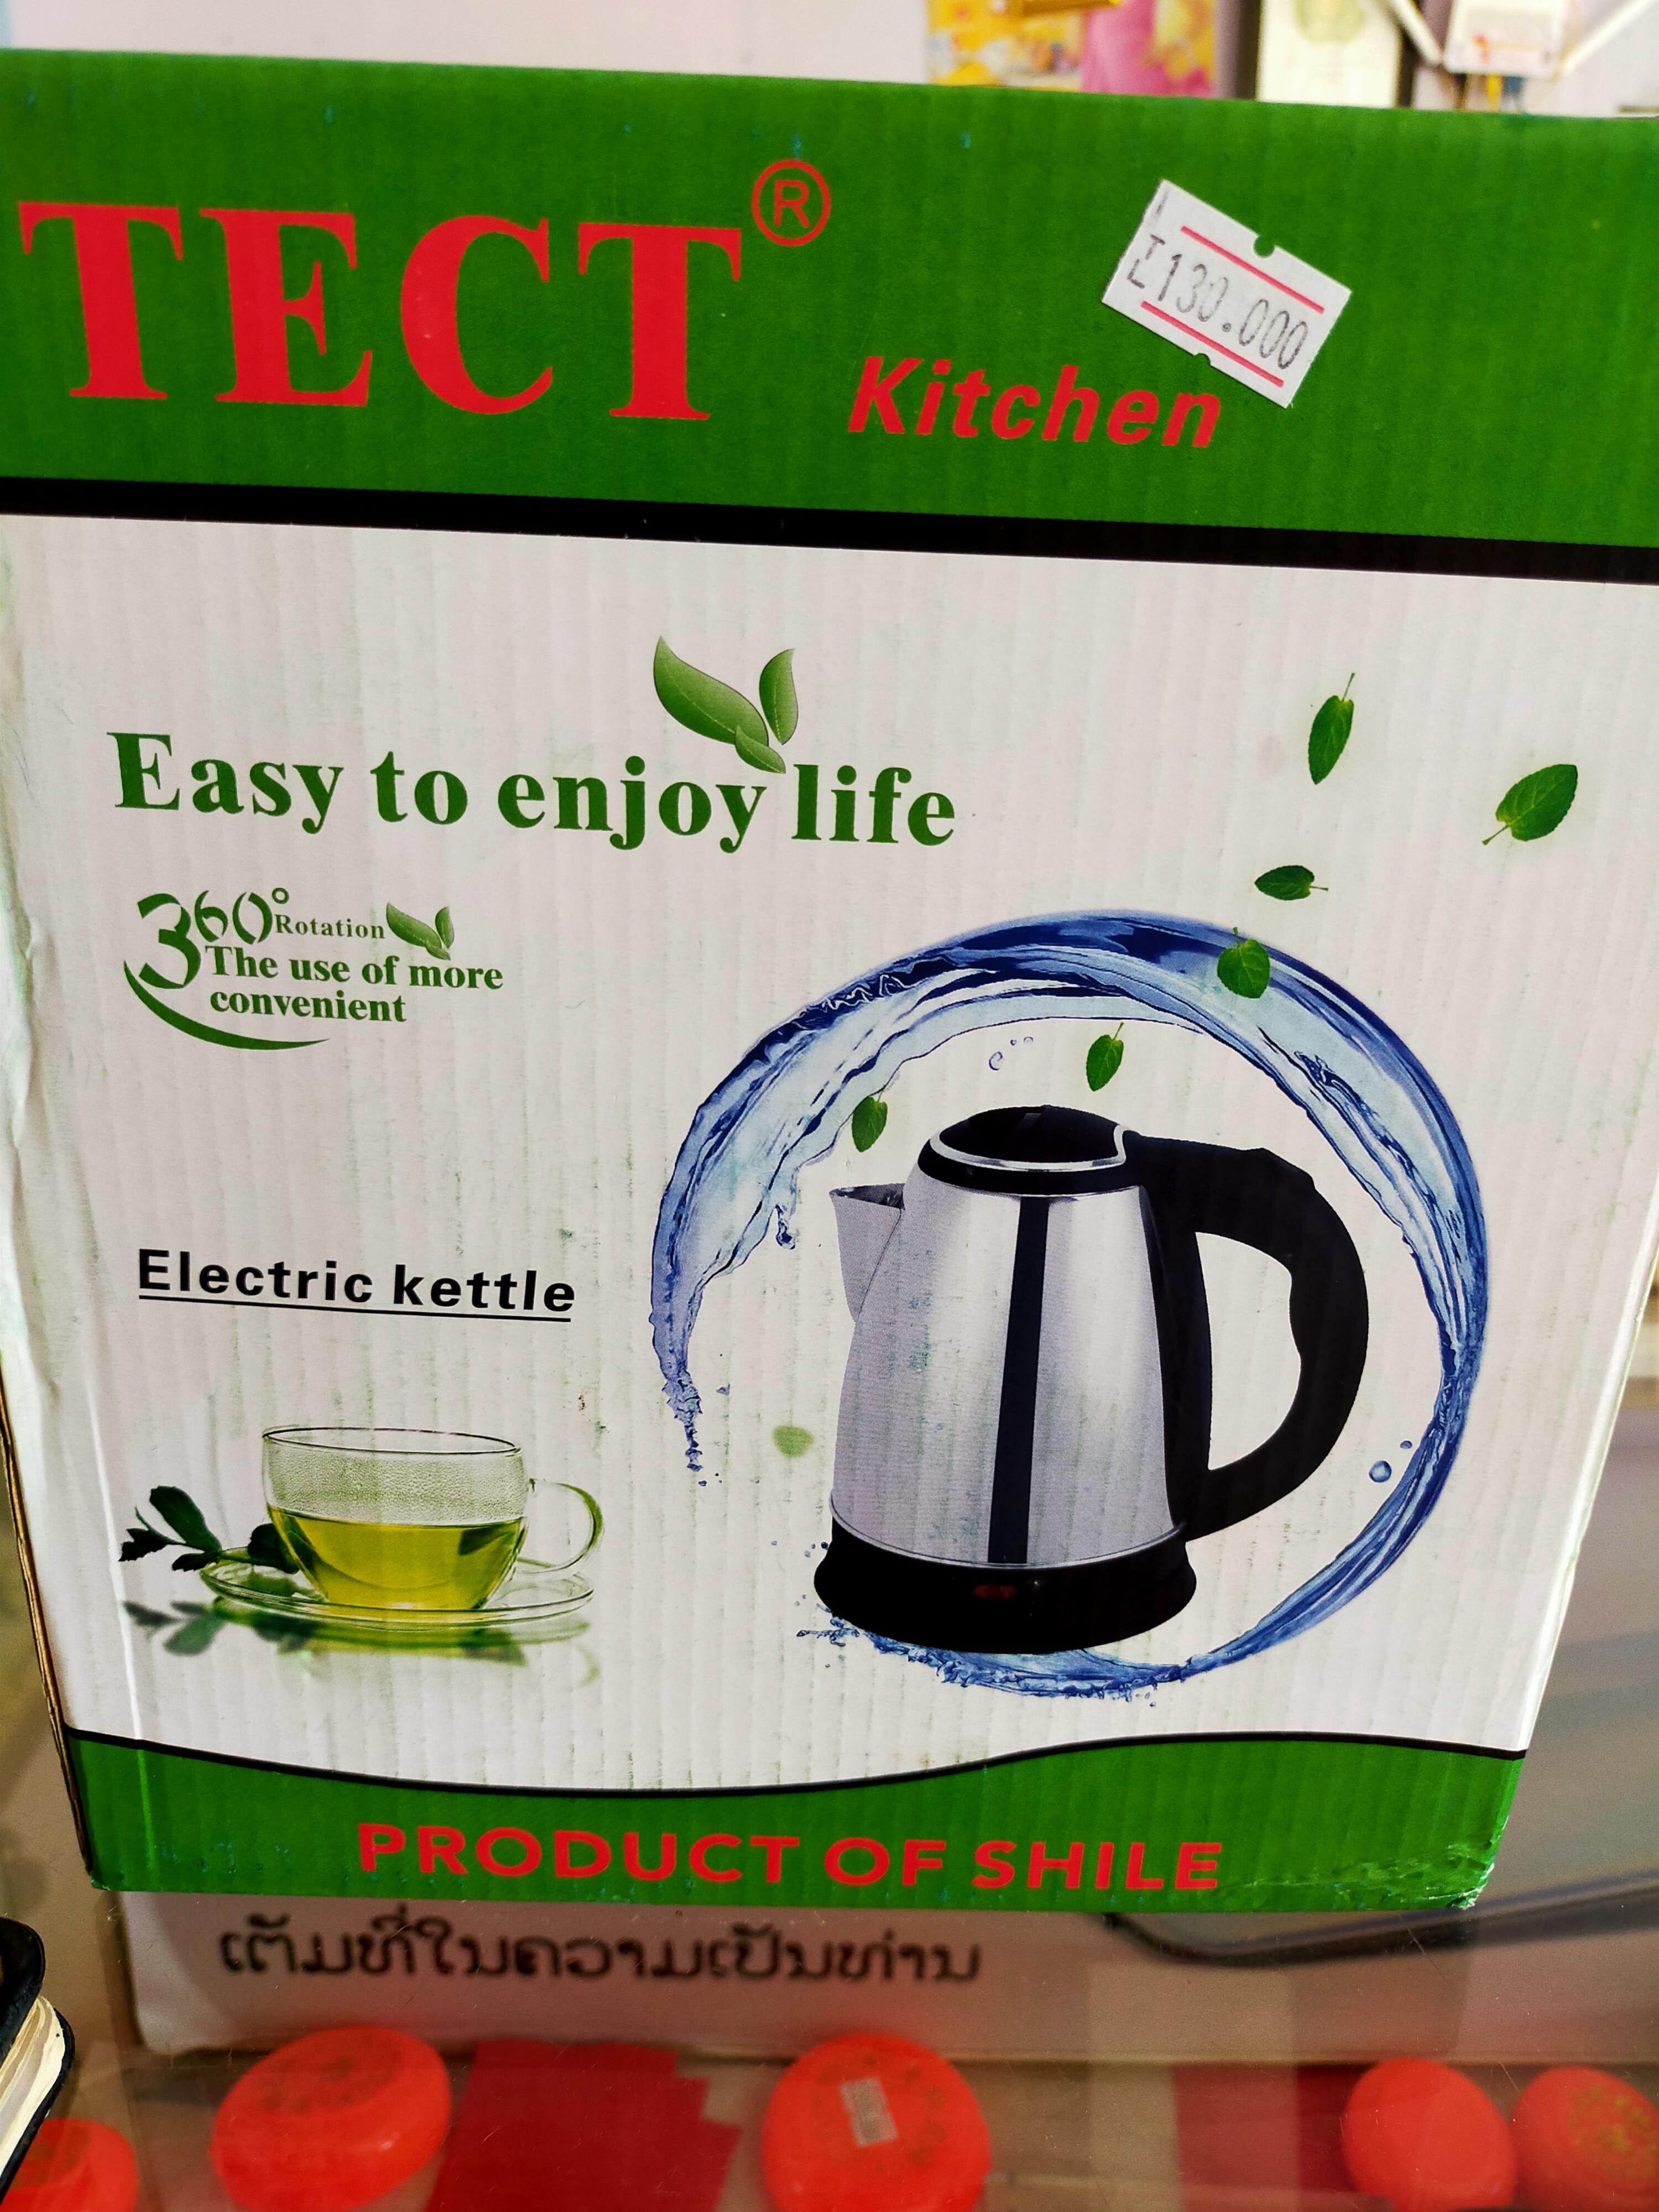 TECT®
Kitchen
130.000
Easy to enjoy life
360° Rotation
The use of more
convenient
Electric kettle
PRODUCT OF SHILE
ເຕັມທີ່ໃນຄວາມເປັນທ່ານ